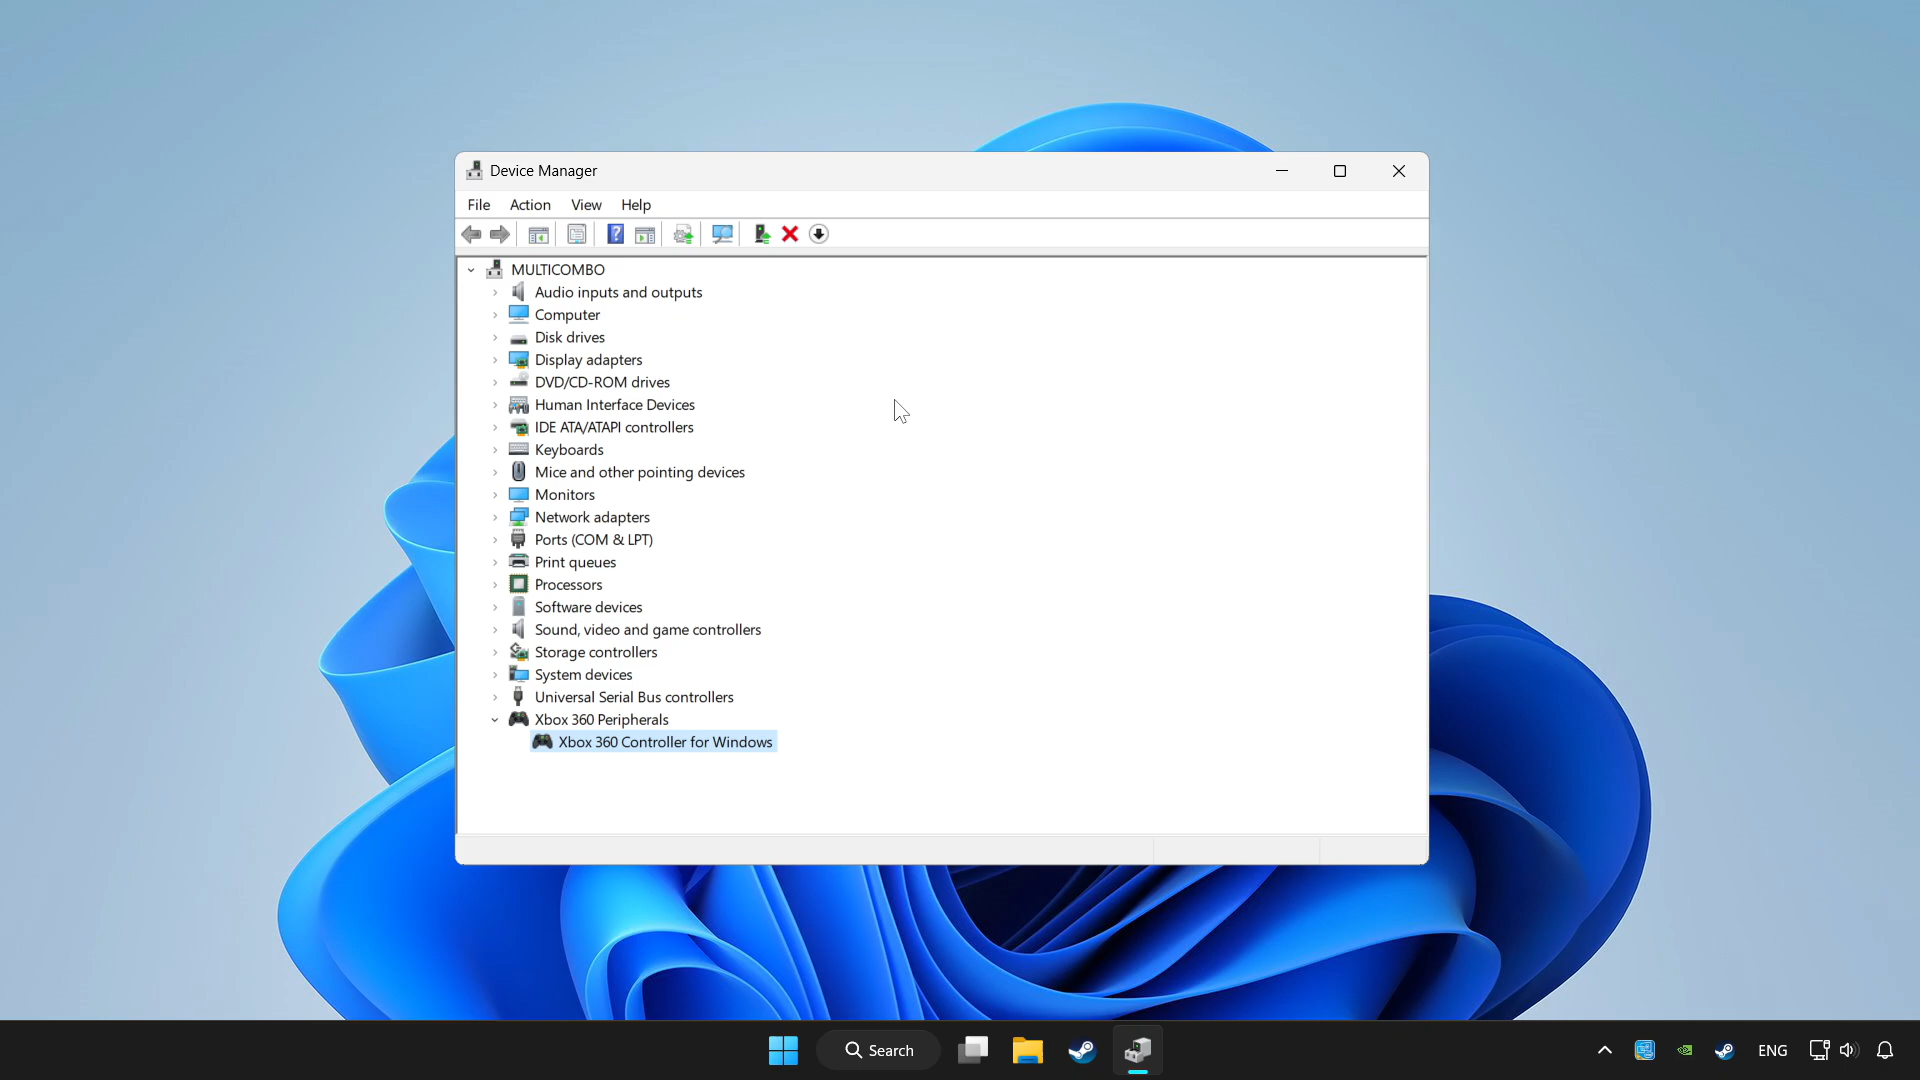 Device Manager
File Action View Help
MULTICOMBO
Audio inputs and outputs
Computer
Disk drives
Display adapters
DVD/CD-ROM drives
Human Interface Devices
IDE ATA/ATAPI controllers
Keyboards
Mice and other pointing devices
Monitors
Network adapters
Ports (COM & LPT)
Print queues
Processors
Software devices
Sound, video and game controllers
Storage controllers
System devices
Universal Serial Bus controllers
Xbox 360 Peripherals
Xbox 360 Controller for Windows
Search
ENG